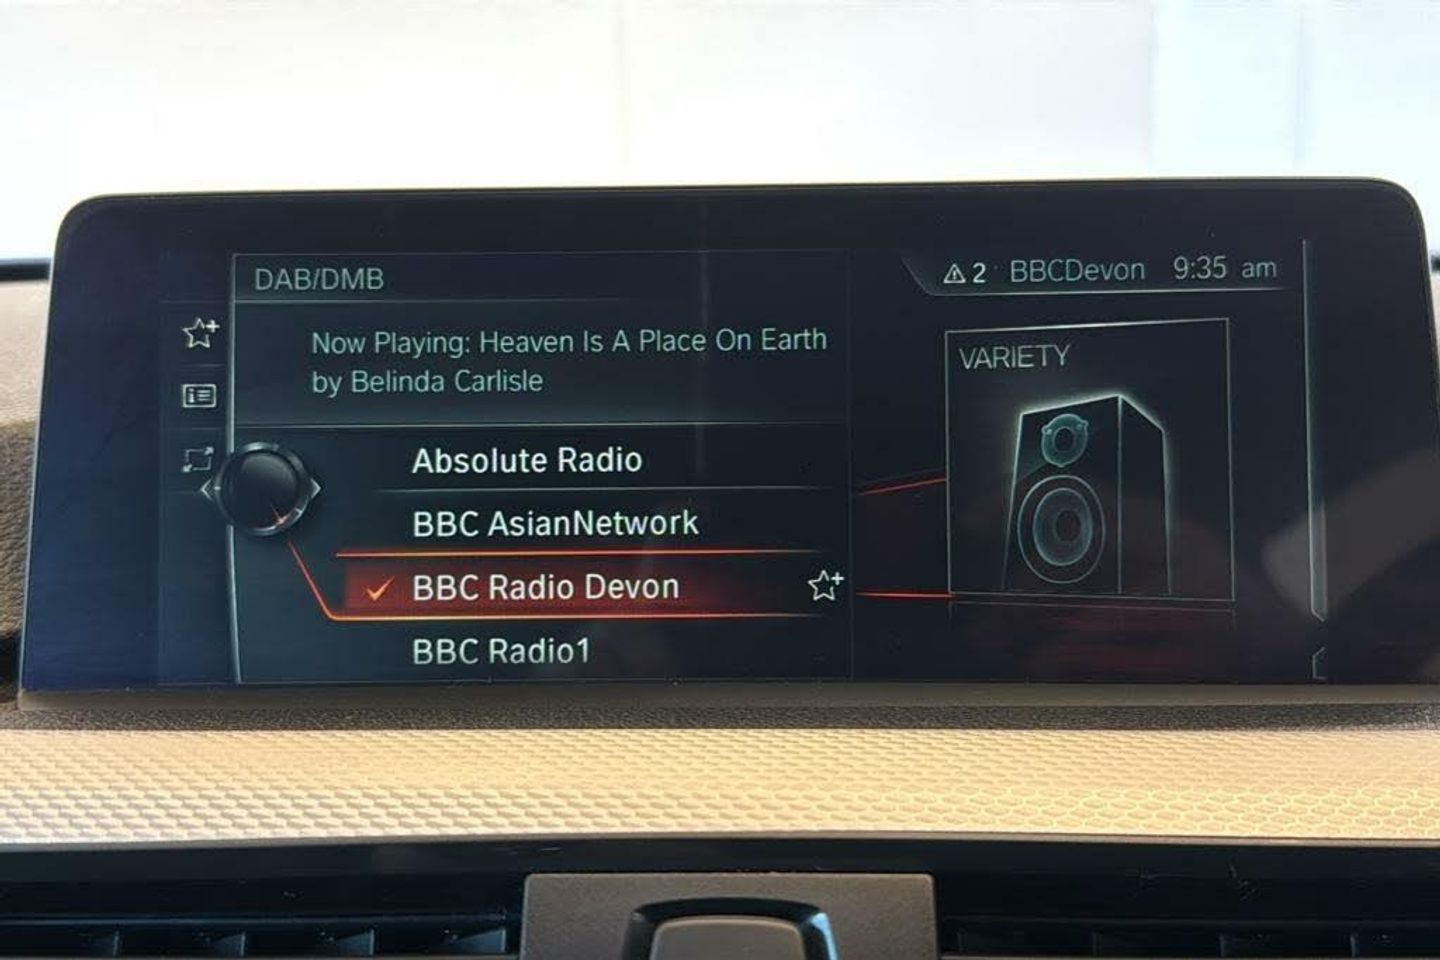 DAB/DMB
2 BBCDevon 9:35 am
Now Playing: Heaven Is A Place On Earth
by Belinda Carlisle
VARIETY
Absolute Radio
BBC AsianNetwork
BBC Radio Devon
BBC Radio1